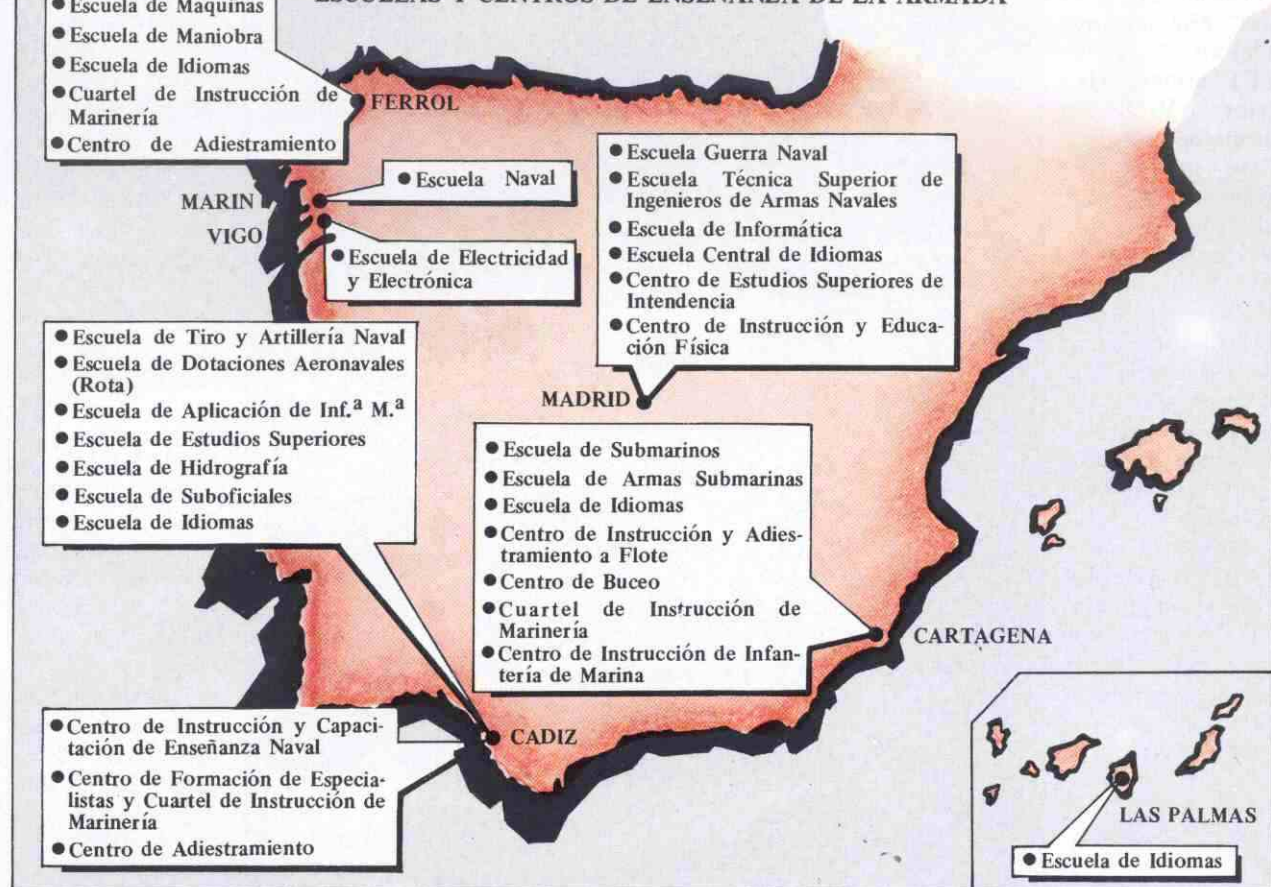 ESCUELAS Y CENTROS DE ENSEÑANZA DE LA ARMADA
● Escuela de Máquinas
● Escuela de Maniobra
● Escuela de Idiomas
● Cuartel de Instrucción de
Marinería
● Centro de Adiestramiento
FERROL
● Escuela Naval
MARIN
VIGO
● Escuela de Electricidad
y Electrónica
● Escuela Guerra Naval
● Escuela Técnica Superior de
Ingenieros de Armas Navales
● Escuela de Informática
● Escuela Central de Idiomas
● Centro de Estudios Superiores de
Intendencia
● Centro de Instrucción y Educa-
ción Física
MADRID
● Escuela de Tiro y Artillería Naval
● Escuela de Dotaciones Aeronavales
(Rota)
● Escuela de Aplicación de Inf.ª M.ª
● Escuela de Estudios Superiores
● Escuela de Hidrografía
● Escuela de Suboficiales
● Escuela de Idiomas
● Escuela de Submarinos
● Escuela de Armas Submarinas
● Escuela de Idiomas
● Centro de Instrucción y Adies-
tramiento a Flote
● Centro de Buceo
● Cuartel de Instrucción de
Marinería
● Centro de Instrucción de Infan-
tería de Marina
CARTAGENA
● Centro de Instrucción y Capaci-
tación de Enseñanza Naval
● Centro de Formación de Especia-
listas y Cuartel de Instrucción de
Marinería
● Centro de Adiestramiento
CADIZ
LAS PALMAS
● Escuela de Idiomas